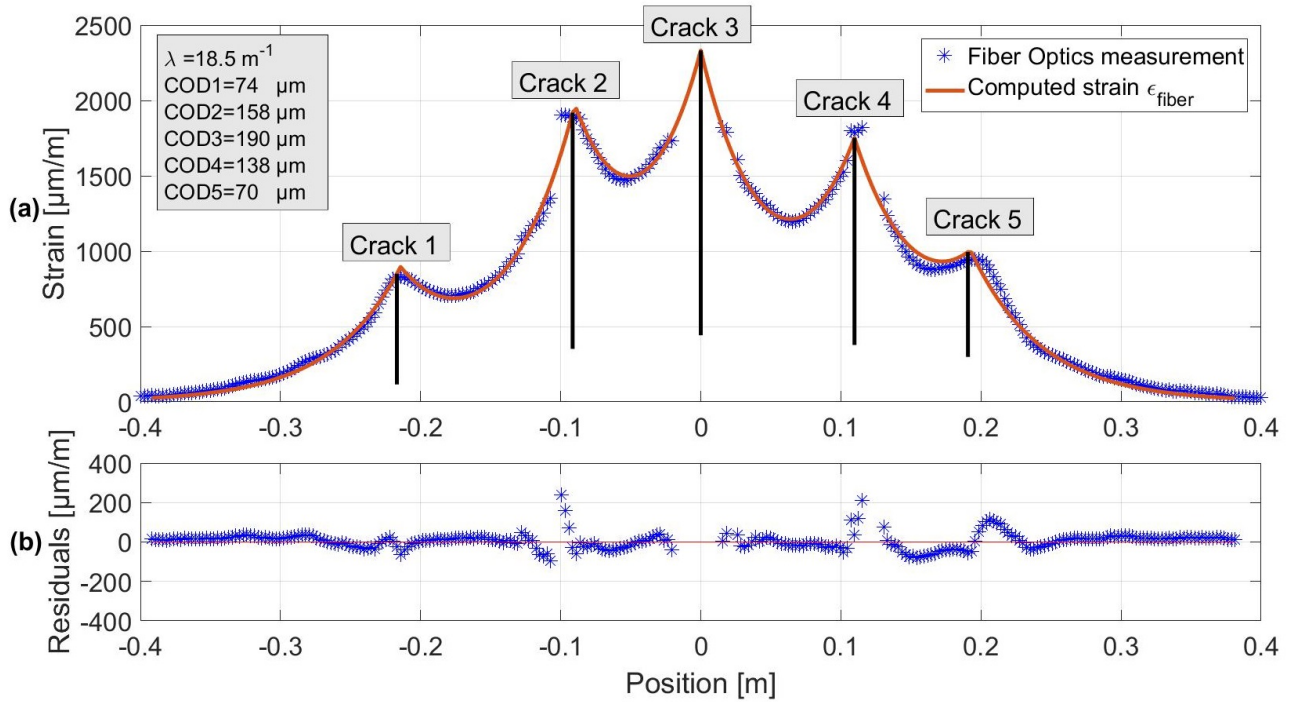 (a)
Strain [µm/m]
2500
2000
1500
1000
500
0
λ =18.5 m⁻¹
COD1=74 µm
COD2=158 µm
COD3=190 µm
COD4=138 µm
COD5=70 µm
Crack 1
Crack 2
Crack 3
Crack 4
Crack 5
Fiber Optics measurement
Computed strain ϵfiber
-0.4 -0.3 -0.2 -0.1 0 0.1 0.2 0.3 0.4
(b)
Residuals [µm/m]
400
200
0
-200
-400
-0.4 -0.3 -0.2 -0.1 0 0.1 0.2 0.3 0.4
Position [m]